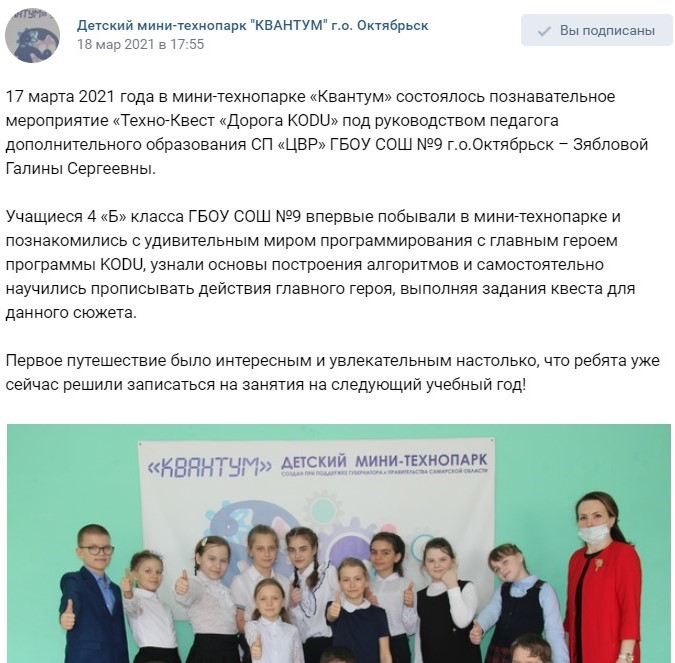 Детский мини-технопарк "КВАНТУМ" г.о. Октябрьск
18 мар 2021 в 17:55
Вы подписаны
17 марта 2021 года в мини-технопарке «Квантум» состоялось познавательное
мероприятие «Техно-Квест «Дорога KODU» под руководством педагога
дополнительного образования СП «ЦВР» ГБОУ СОШ №9 г.о.Октябрьск – Зябловой
Галины Сергеевны.
Учащиеся 4 «Б» класса ГБОУ СОШ №9 впервые побывали в мини-технопарке и
познакомились с удивительным миром программирования с главным героем
программы KODU, узнали основы построения алгоритмов и самостоятельно
научились прописывать действия главного героя, выполняя задания квеста для
данного сюжета.
Первое путешествие было интересным и увлекательным настолько, что ребята уже
сейчас решили записаться на занятия на следующий учебный год!
«КВАНТУМ» ДЕТСКИЙ МИНИ-ТЕХНОПАРК
СОЗДАН ПРИ ПОДДЕРЖКЕ ГУБЕРНАТОРА и ПРАВИТЕЛЬСТВА САМАРСКОЙ ОБЛАСТИ